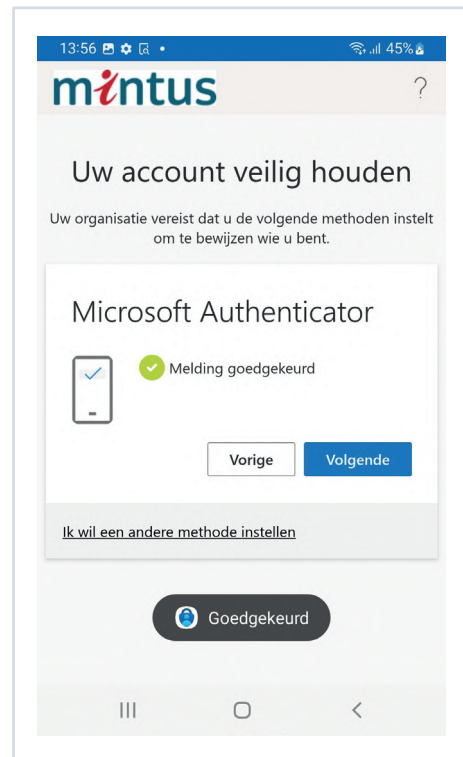 13:56
45%
mintus
?
Uw account veilig houden
Uw organisatie vereist dat u de volgende methoden instelt
om te bewijzen wie u bent.
Microsoft Authenticator
Melding goedgekeurd
Vorige
Volgende
Ik wil een andere methode instellen
Goedgekeurd